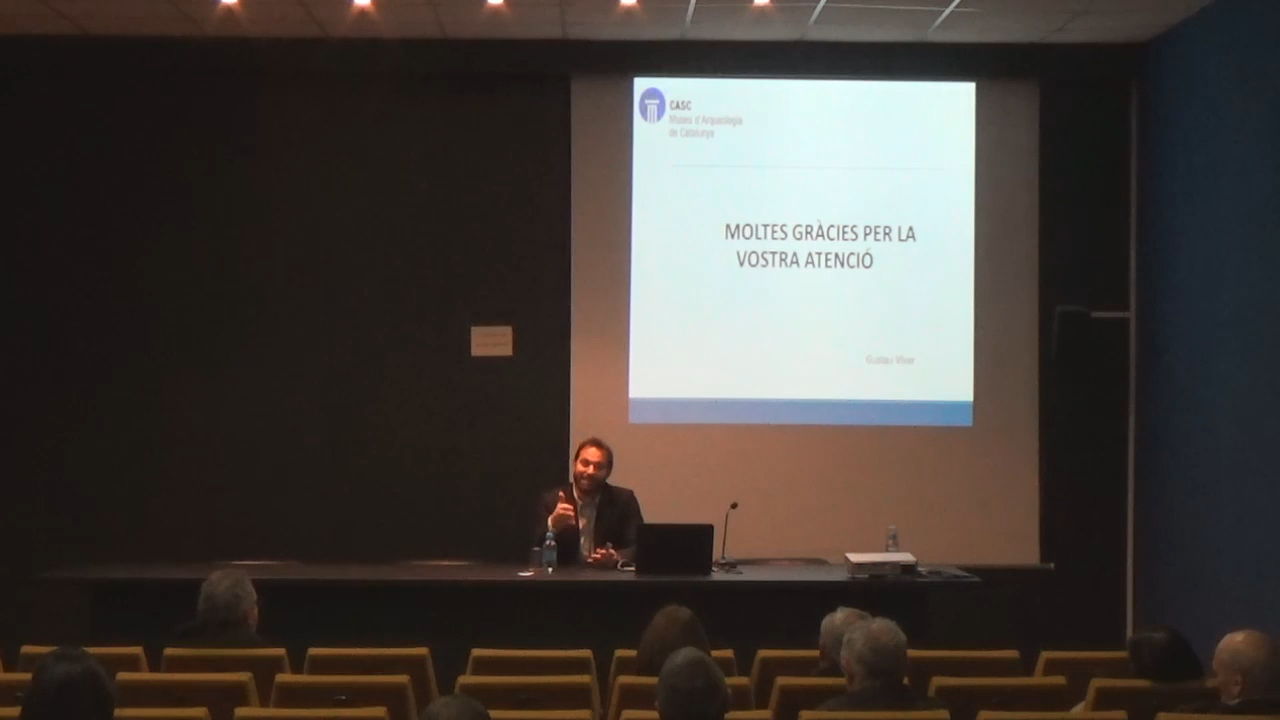 CASC
Museu d'Arqueologia
de Catalunya
MOLTES GRÀCIES PER LA
VOSTRA ATENCIÓ
Gustau Vivar